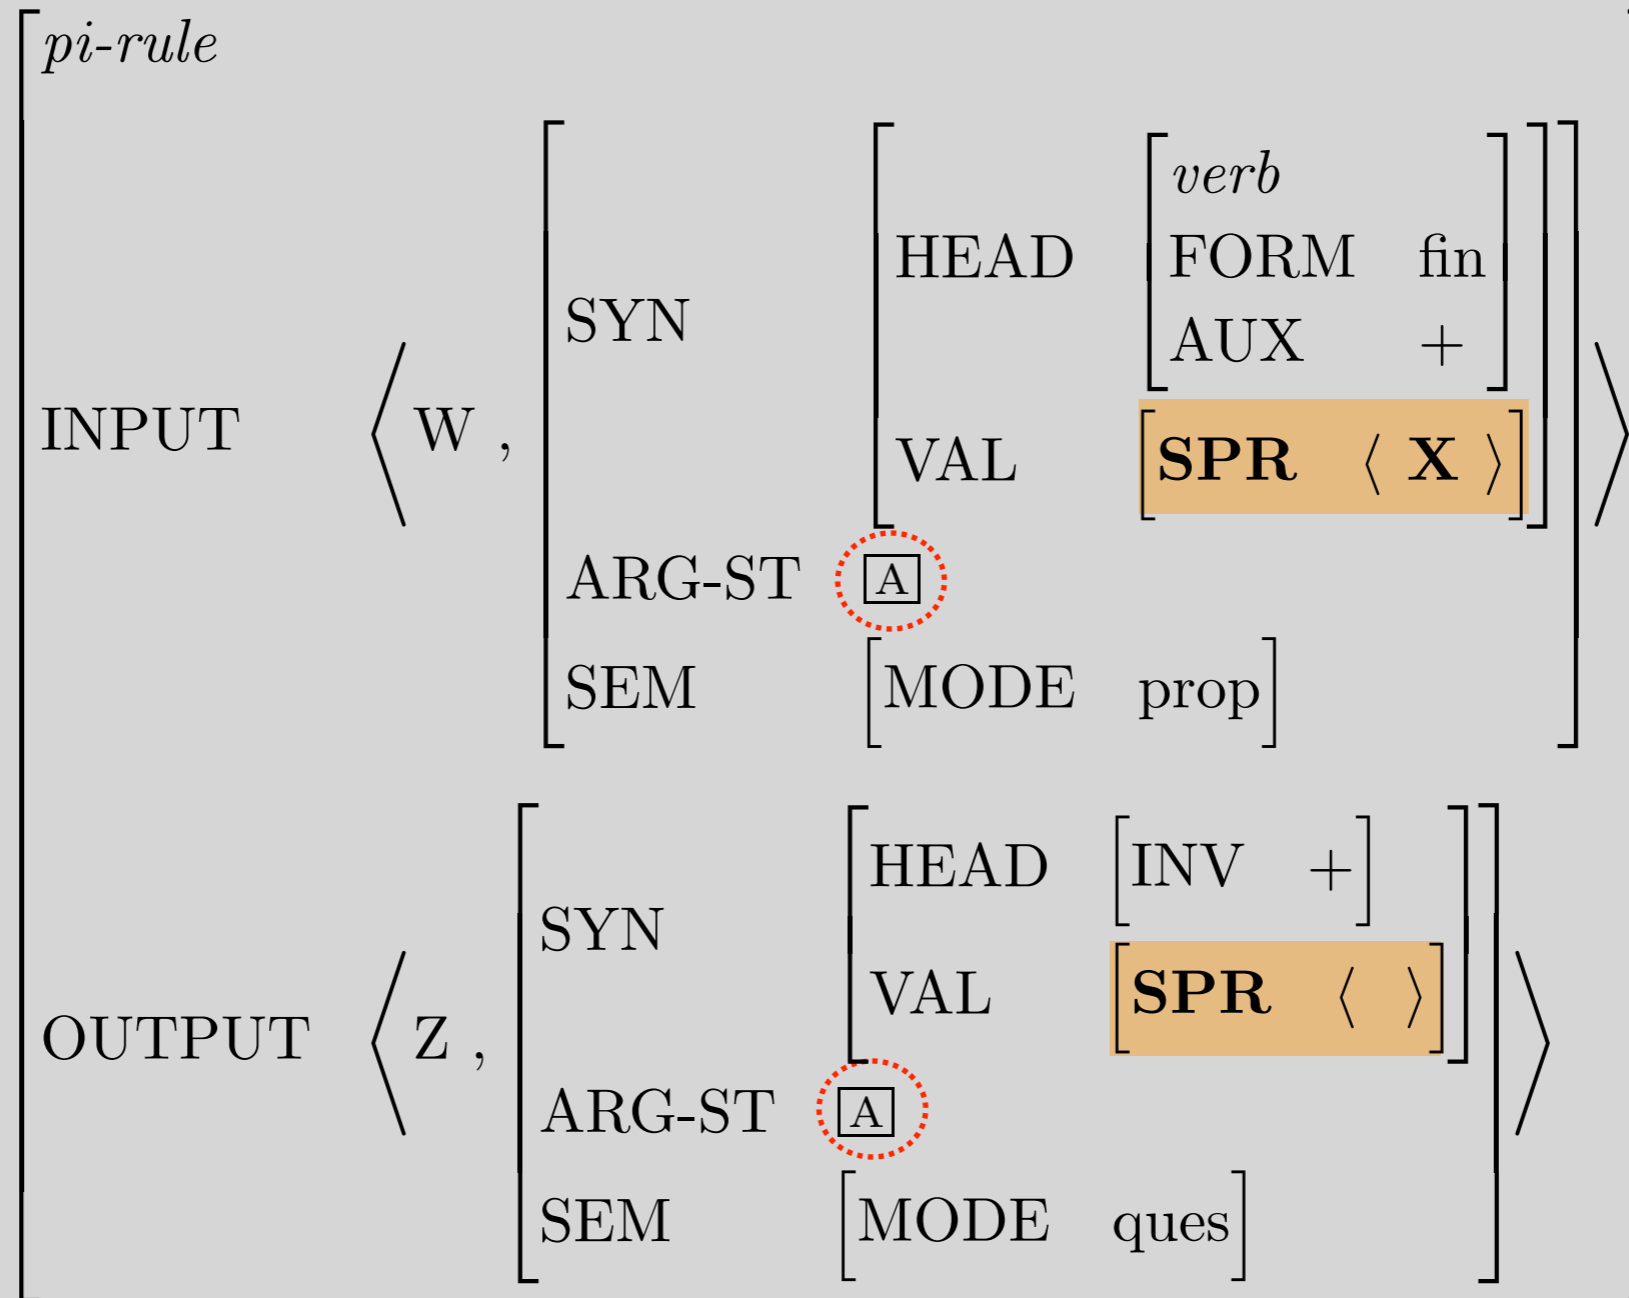 pi-rule
verb
HEAD FORM fin
SYN AUX +
INPUT ⟨ W , VAL [SPR ⟨ X ⟩] ⟩
ARG-ST A
SEM [MODE prop]
HEAD [INV +]
SYN
VAL [SPR ⟨ ⟩]
OUTPUT ⟨ Z , ⟩
ARG-ST A
SEM [MODE ques]